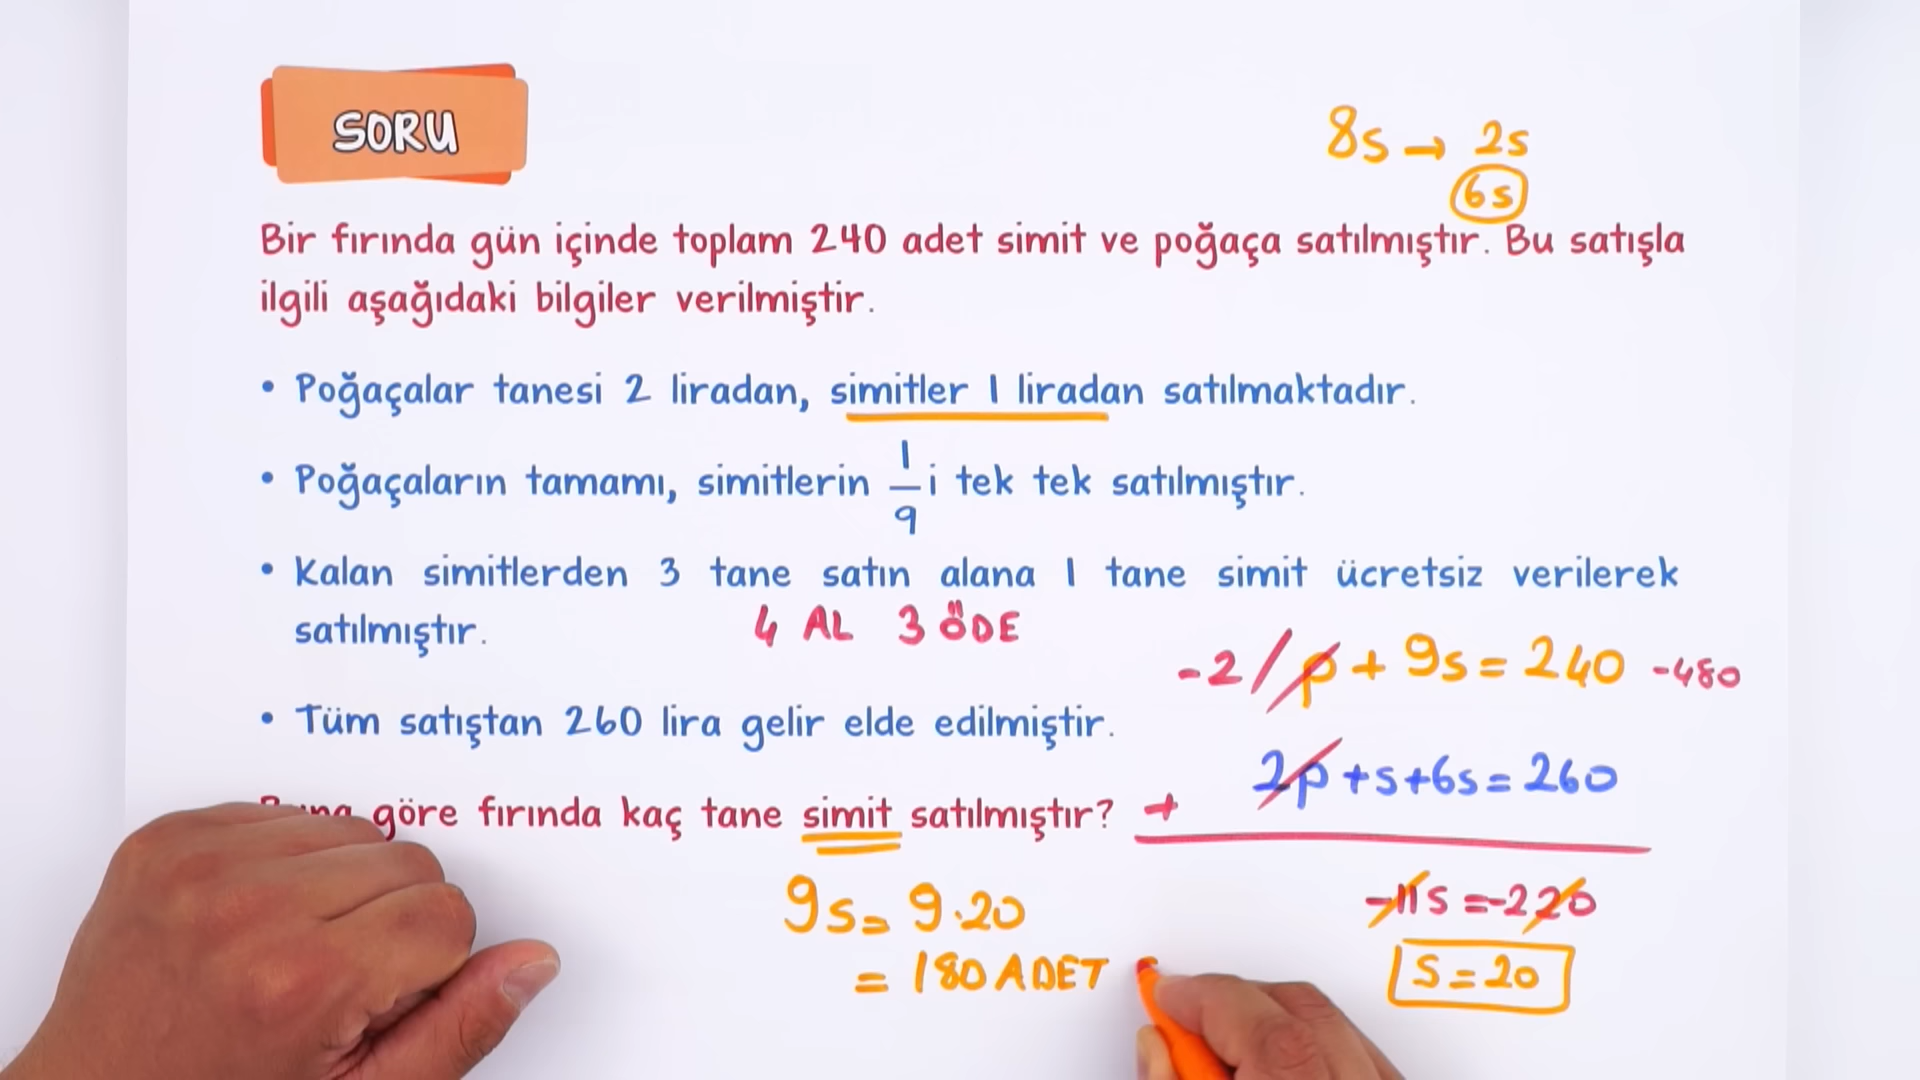 SORU
8s → 2s
6s
Bir fırında gün içinde toplam 240 adet simit ve poğaça satılmıştır. Bu satışla
ilgili aşağıdaki bilgiler verilmiştir.
• Poğaçalar tanesi 2 liradan, simitler 1 liradan satılmaktadır.
• Poğaçaların tamamı, simitlerin 1/9 i tek tek satılmıştır.
• Kalan simitlerden 3 tane satın alana 1 tane simit ücretsiz verilerek
satılmıştır.
4 AL 3 ÖDE
-2/ p + 9s = 240 -480
• Tüm satıştan 260 lira gelir elde edilmiştir.
2p + s + 6s = 260
göre fırında kaç tane simit satılmıştır?
+
9s = 9.20
-11s = -220
= 180 ADET
s = 20